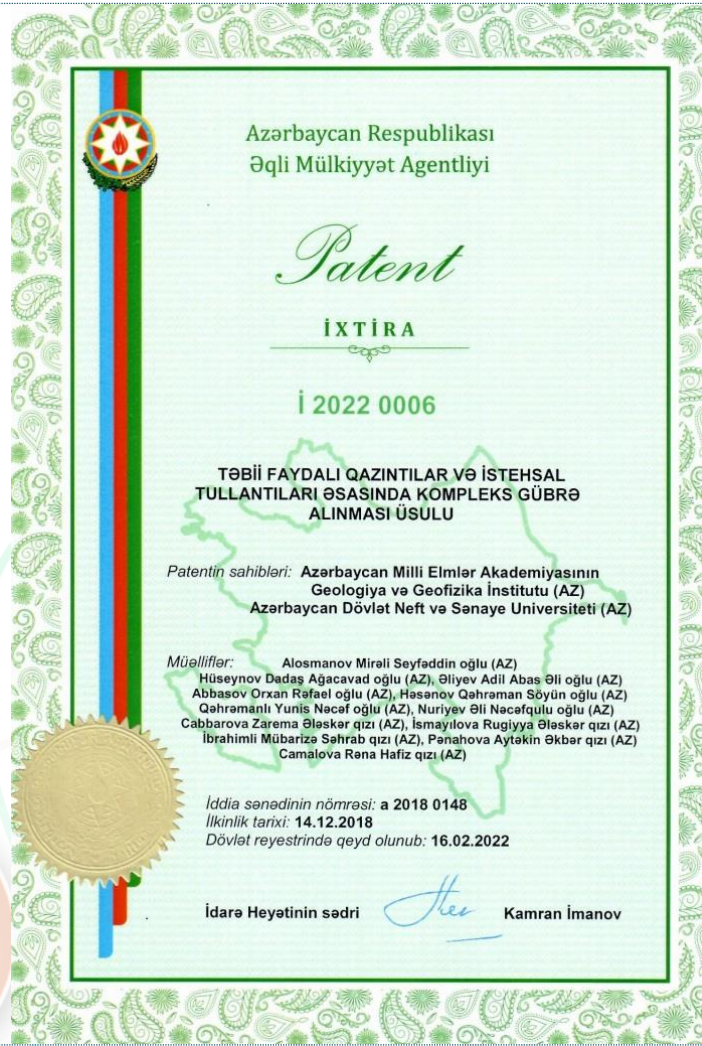 Azərbaycan Respublikası
Əqli Mülkiyyət Agentliyi
Patent
İXTİRA
İ 2022 0006
TƏBİİ FAYDALI QAZINTILAR VƏ İSTEHSAL
TULLANTILARI ƏSASINDA KOMPLEKS GÜBRƏ
ALINMASI ÜSULU
Patentin sahibləri: Azərbaycan Milli Elmlər Akademiyasının
Geologiya və Geofizika İnstitutu (AZ)
Azərbaycan Dövlət Neft və Sənaye Universiteti (AZ)
Müəlliflər: Alosmanov Mirəli Seyfəddin oğlu (AZ)
Hüseynov Dadaş Ağacavad oğlu (AZ), Əliyev Adil Abas Əli oğlu (AZ)
Abbasov Orxan Rəfael oğlu (AZ), Həsənov Qəhrəman Söyün oğlu (AZ)
Qəhrəmanlı Yunis Nəcəf oğlu (AZ), Nuriyev Əli Nəcəfqulu oğlu (AZ)
Cabbarova Zarema Ələskər qızı (AZ), İsmayılova Rugiyya Ələskər qızı (AZ)
İbrahimli Mübarizə Səhrab qızı (AZ), Pənahova Aytəkin Əkbər qızı (AZ)
Camalova Rəna Hafiz qızı (AZ)
İddia sənədinin nömrəsi: a 2018 0148
İlkinlik tarixi: 14.12.2018
Dövlət reyestrində qeyd olunub: 16.02.2022
İdarə Heyətinin sədri Kamran İmanov